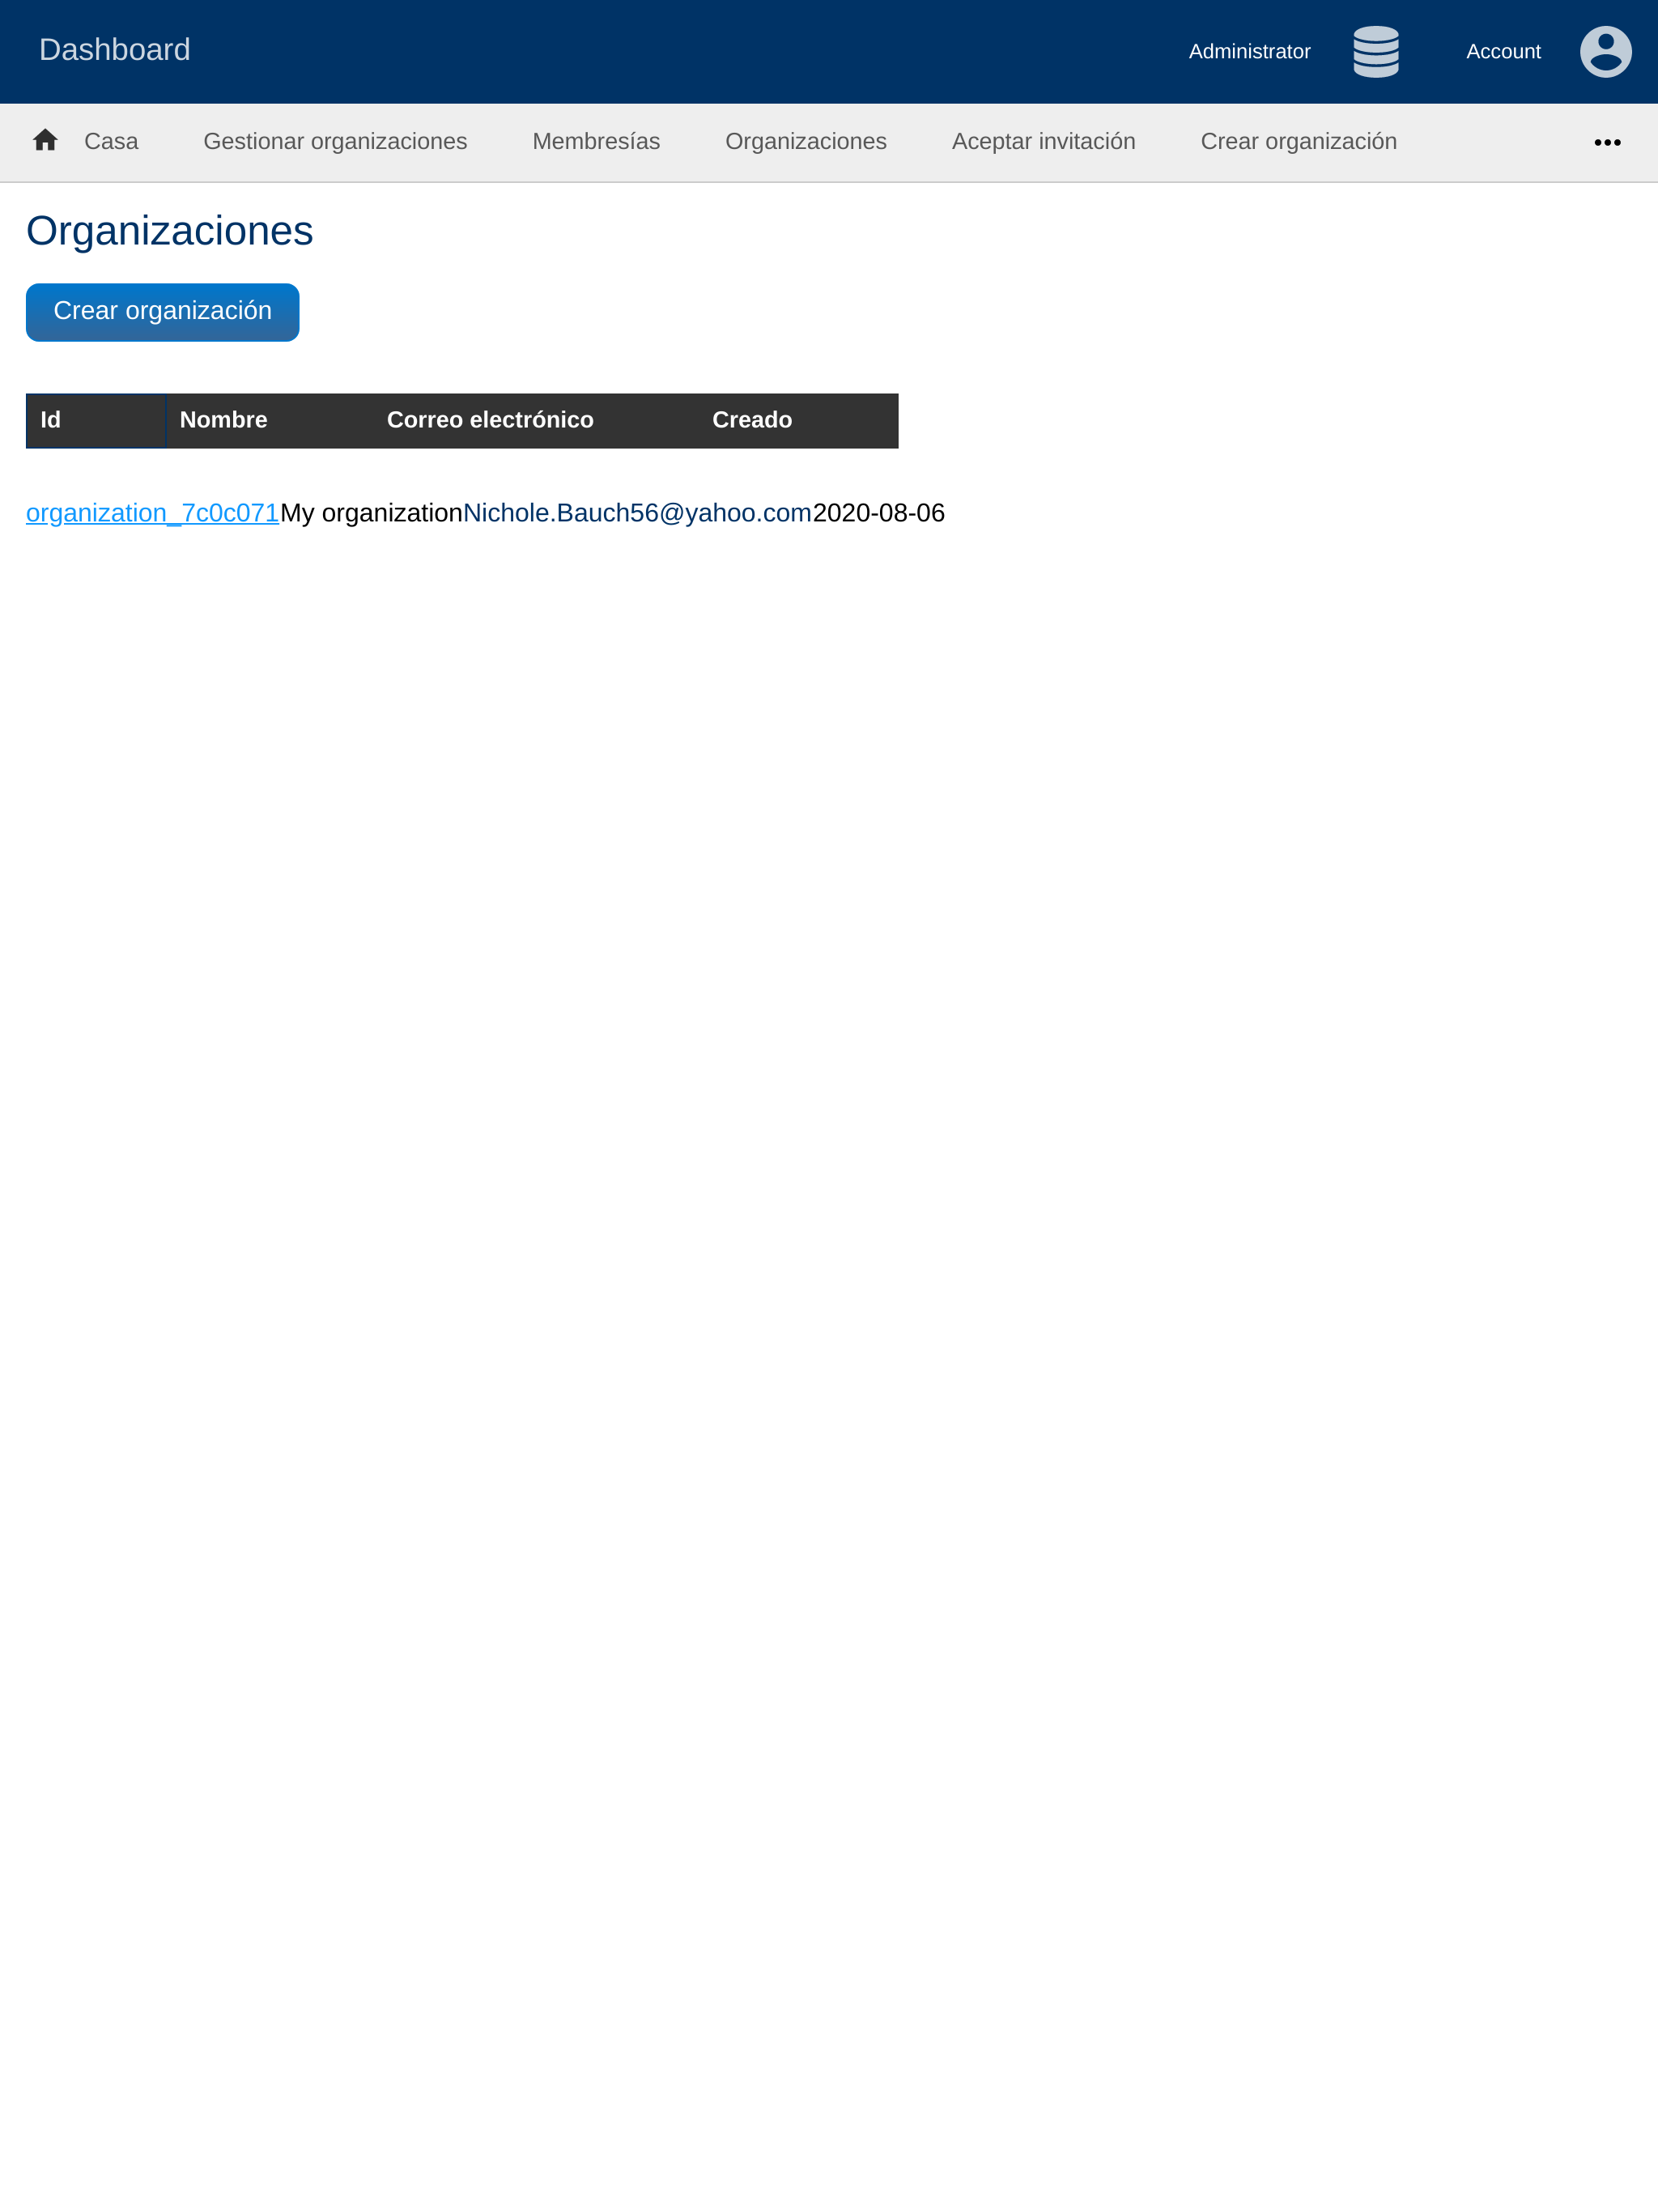 Dashboard Administrator Account
Casa Gestionar organizaciones Membresías Organizaciones Aceptar invitación Crear organización
Organizaciones
Crear organización
Id Nombre Correo electrónico Creado
organization_7c0c071My organizationNichole.Bauch56@yahoo.com2020-08-06